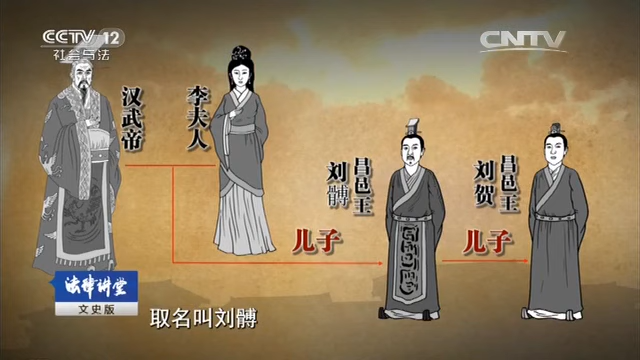 CCTV 12
社会与法
CNTV
汉武帝
李夫人
昌邑王
刘髆
儿子
昌邑王
刘贺
儿子
法律讲堂
文史版
取名叫刘髆